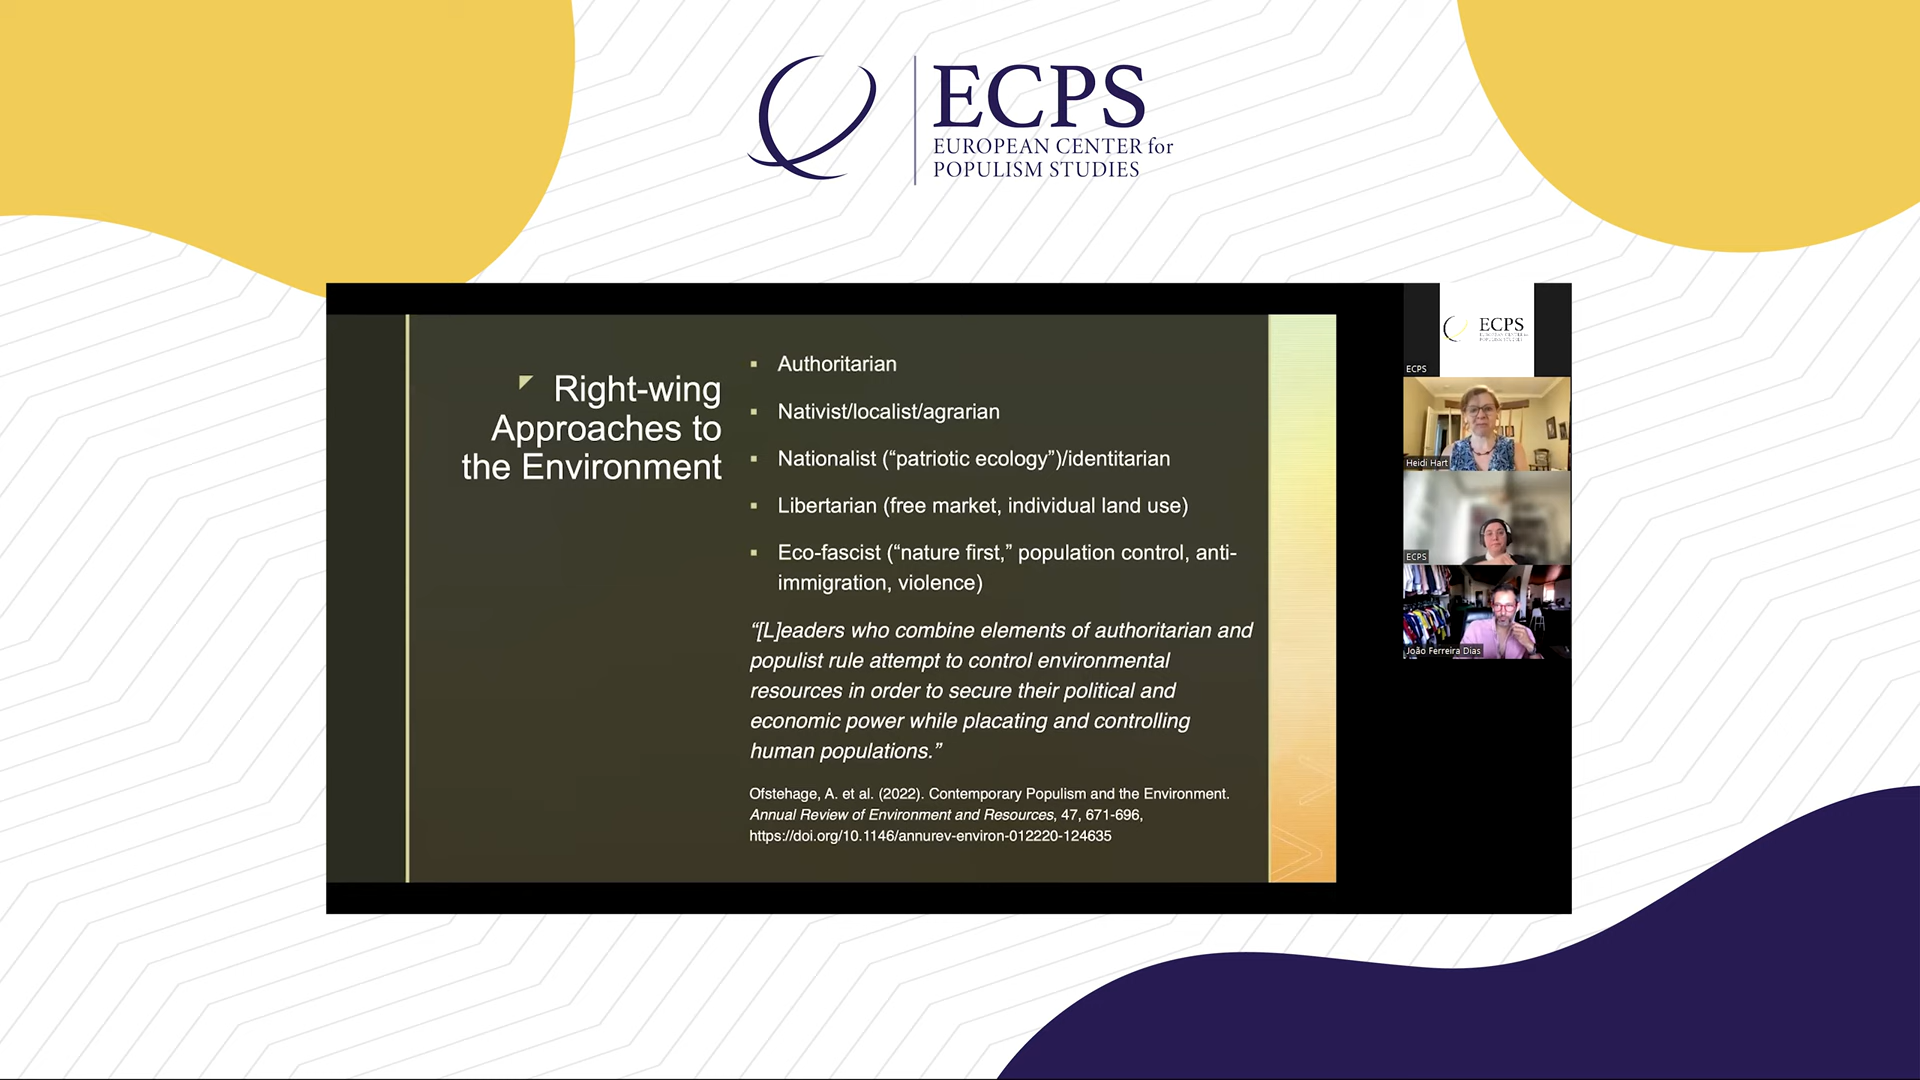 ECPS
EUROPEAN CENTER for
POPULISM STUDIES
Right-wing
Approaches to
the Environment
Authoritarian
Nativist/localist/agrarian
Nationalist (“patriotic ecology”)/identitarian
Libertarian (free market, individual land use)
Eco-fascist (“nature first,” population control, anti-
immigration, violence)
“[L]eaders who combine elements of authoritarian and
populist rule attempt to control environmental
resources in order to secure their political and
economic power while placating and controlling
human populations.”
Ofstehage, A. et al. (2022). Contemporary Populism and the Environment.
Annual Review of Environment and Resources, 47, 671-696,
https://doi.org/10.1146/annurev-environ-012220-124635
ECPS
ECPS
Heidi Hart
ECPS
João Ferreira Dias